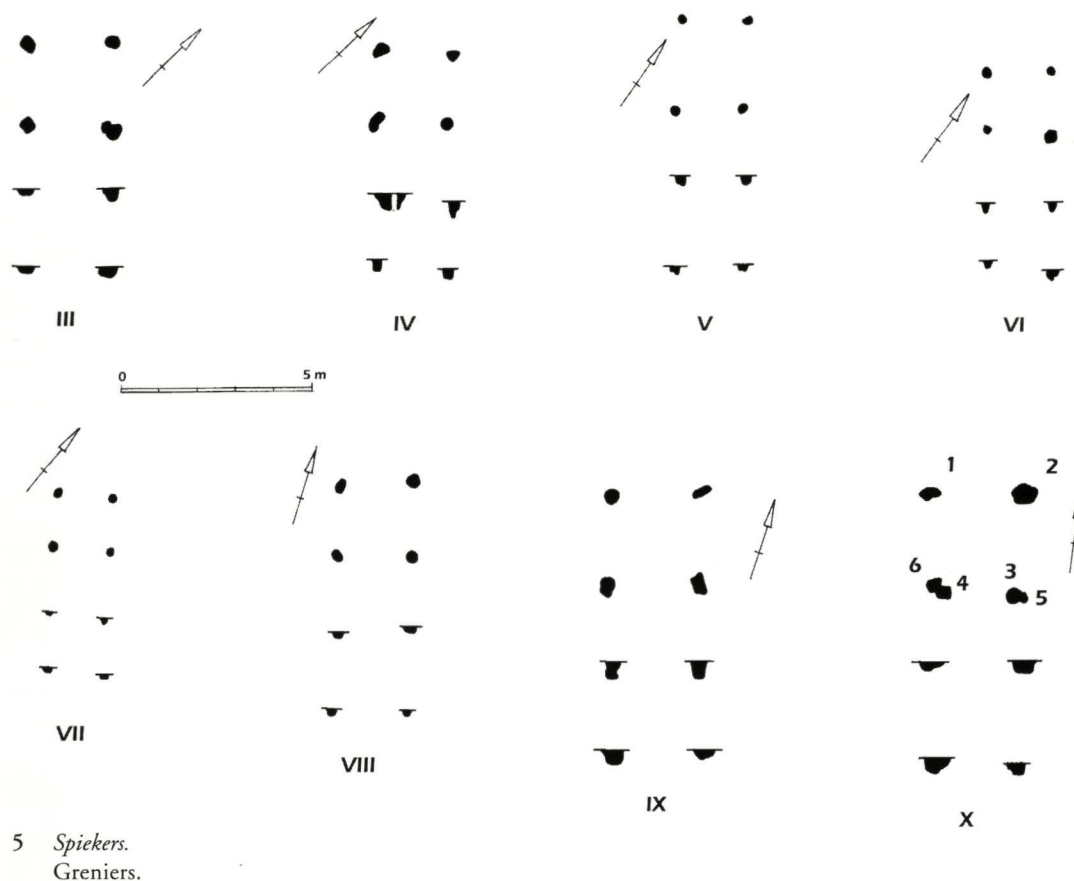 III IV V VI
0 5 m
1 2
6 4 3 5
VII VIII IX X
5 Spiekers.
Greniers.